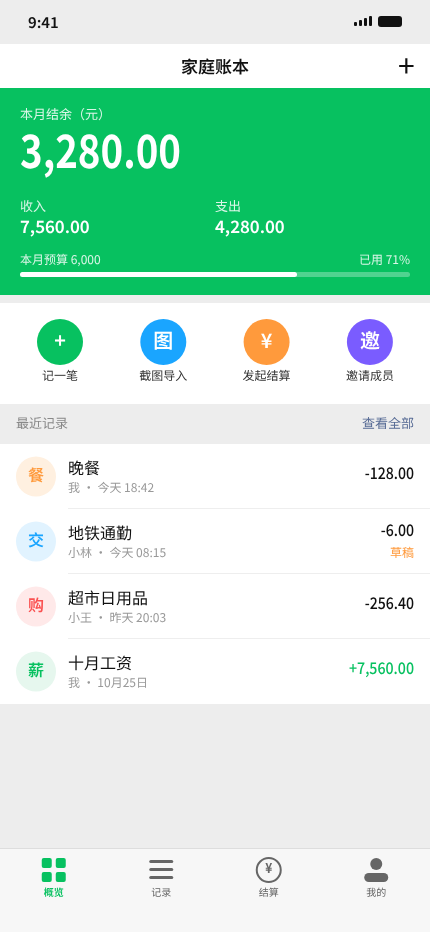 9:41
家庭账本
+
本月结余（元）
3,280.00
收入
支出
7,560.00
4,280.00
本月预算 6,000
已用 71%
+
图
¥
邀
记一笔
截图导入
发起结算
邀请成员
最近记录
查看全部
餐
晚餐
我 · 今天 18:42
-128.00
交
地铁通勤
小林 · 今天 08:15
-6.00
草稿
购
超市日用品
小王 · 昨天 20:03
-256.40
薪
十月工资
我 · 10月25日
+7,560.00
¥
概览
记录
结算
我的